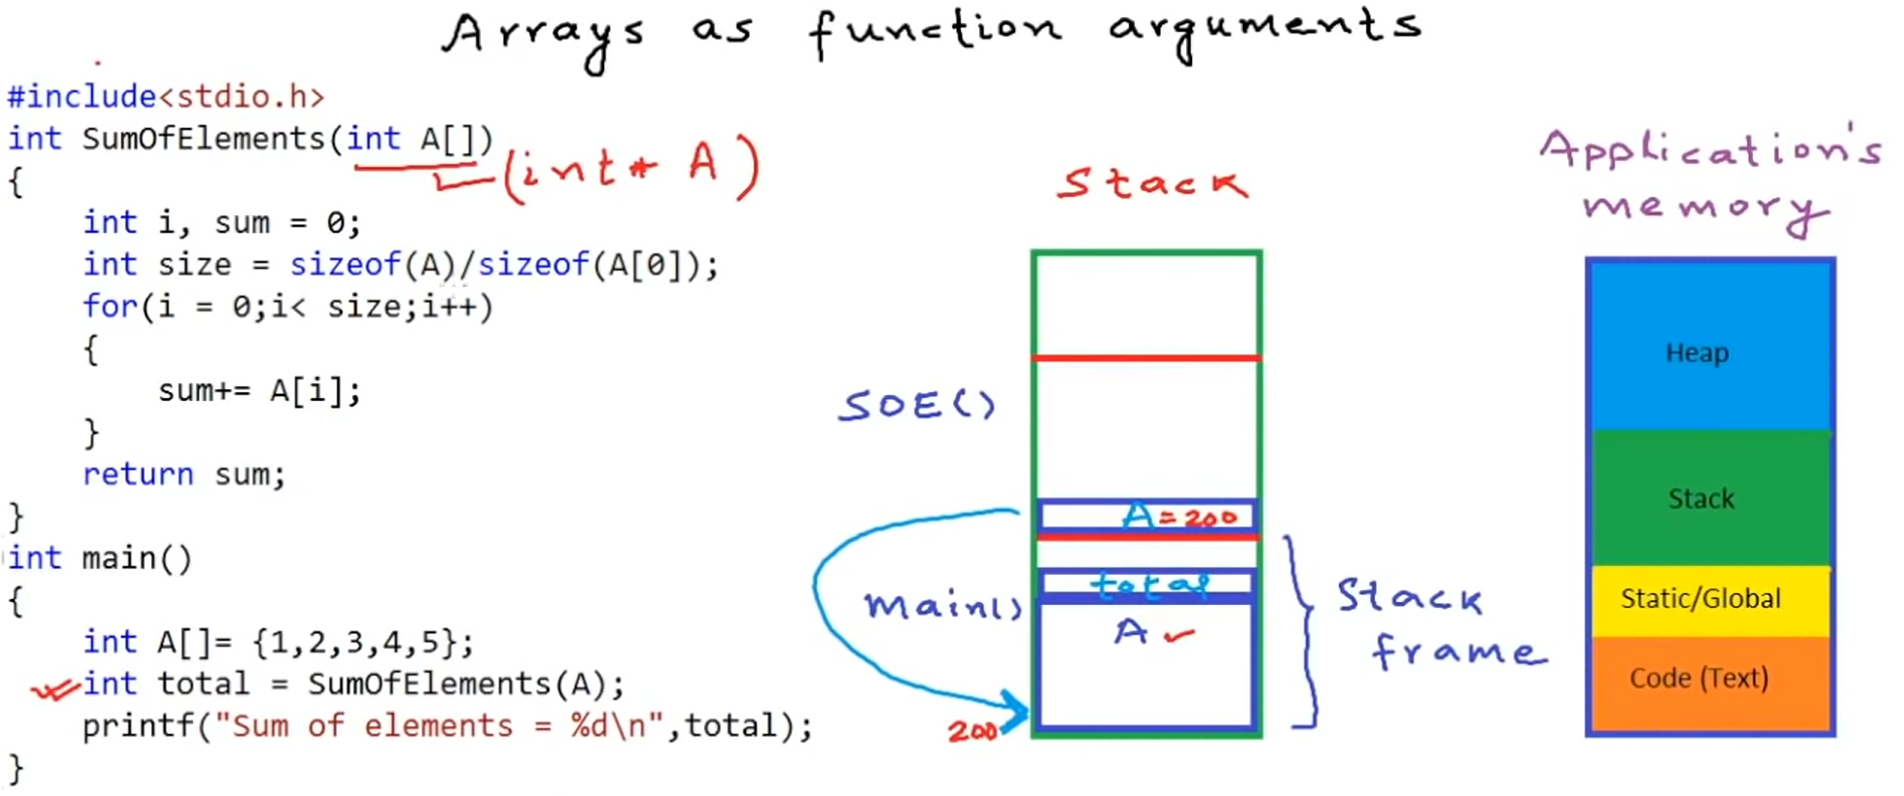 Arrays as function arguments
#include<stdio.h>
int SumOfElements(int A[])
(int* A)
{
int i, sum = 0;
int size = sizeof(A)/sizeof(A[0]);
for(i = 0;i< size;i++)
{
sum+= A[i];
}
return sum;
}
int main()
{
int A[]= {1,2,3,4,5};
int total = SumOfElements(A);
printf("Sum of elements = %d\n",total);
}
Stack
SOE()
A = 200
main()
total
A
200
Stack
frame
Application's
memory
Heap
Stack
Static/Global
Code (Text)